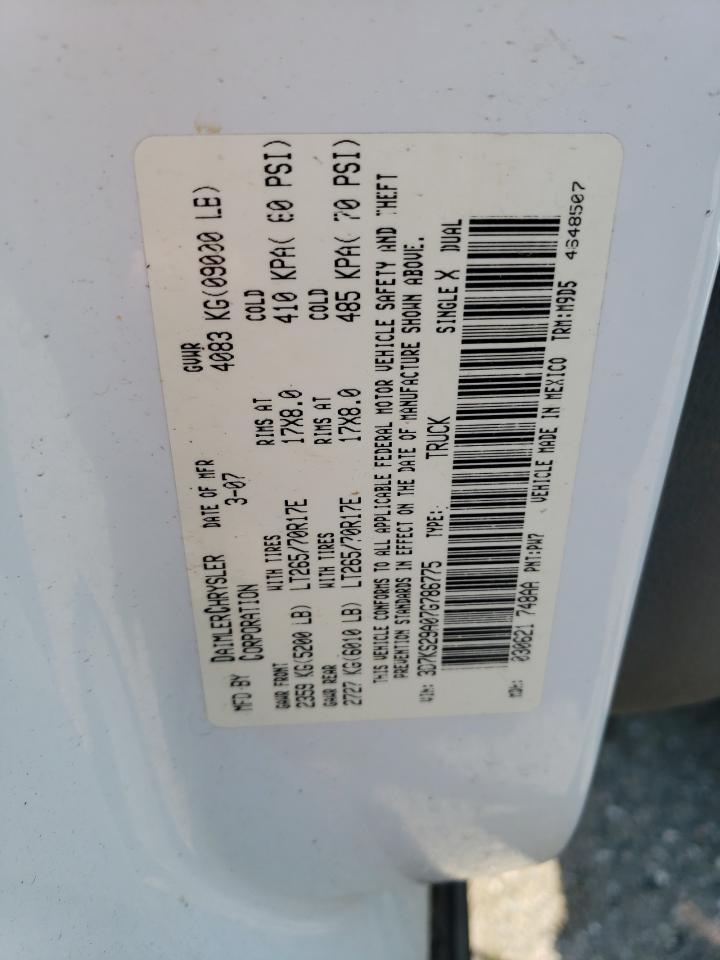 MFD BY DAIMLERCHRYSLER CORPORATION
DATE OF MFR 3-07
GVWR 4083 KG(09000 LB)
GAWR FRONT WITH TIRES RIMS AT COLD
2359 KG(5200 LB) LT265/70R17E 17X8.0 410 KPA( 60 PSI)
GAWR REAR WITH TIRES RIMS AT COLD
2727 KG(6010 LB) LT265/70R17E 17X8.0 485 KPA( 70 PSI)
THIS VEHICLE CONFORMS TO ALL APPLICABLE FEDERAL MOTOR VEHICLE SAFETY AND THEFT
PREVENTION STANDARDS IN EFFECT ON THE DATE OF MANUFACTURE SHOWN ABOVE.
VIN: 3D7KS29A07G786775 TYPE: TRUCK SINGLE X DUAL
MDH: 030621 748AA PNT:PW7 VEHICLE MADE IN MEXICO TRM:M9D5 4648507